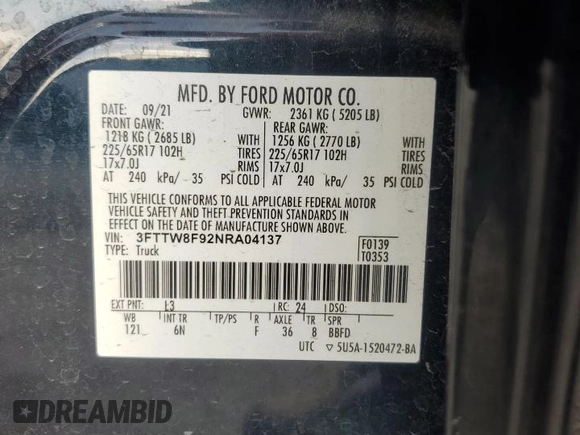 MFD. BY FORD MOTOR CO.
DATE: 09/21 GVWR: 2361 KG ( 5205 LB)
FRONT GAWR: REAR GAWR:
1218 KG ( 2685 LB) 1256 KG ( 2770 LB)
225/65R17 102H TIRES 225/65R17 102H TIRES
17x7.0J RIMS 17x7.0J RIMS
AT 240 kPa/ 35 PSI COLD AT 240 kPa/ 35 PSI COLD
THIS VEHICLE CONFORMS TO ALL APPLICABLE FEDERAL MOTOR
VEHICLE SAFETY AND THEFT PREVENTION STANDARDS IN
EFFECT ON THE DATE OF MANUFACTURE SHOWN ABOVE.
VIN: 3FTTW8F92NRA04137 F0139
TYPE: Truck T0353
EXT PNT: L3 RC: 24 DSO:
WB INT TR TP/PS R AXLE TR SPR
121 6N F 36 8 BBFD
UTC ▽ 5U5A-1520472-BA
DREAMBID